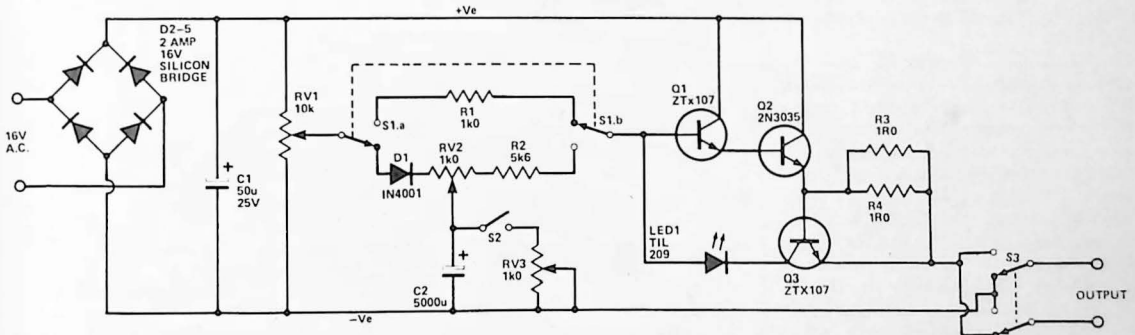 +Ve
D2-5
2 AMP
16V
SILICON
BRIDGE
16V
A.C.
C1
50u
25V
RV1
10k
S1.a
R1
1k0
S1.b
D1
IN4001
RV2
1k0
R2
5k6
S2
C2
5000u
RV3
1k0
Q1
ZTx107
Q2
2N3035
R3
1R0
R4
1R0
LED1
TIL
209
Q3
ZTX107
S3
OUTPUT
-Ve